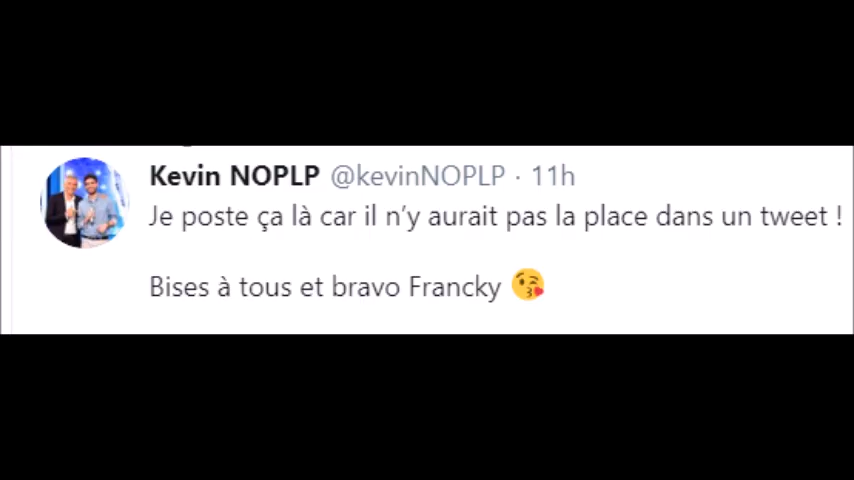 Kevin NOPLP @kevinNOPLP · 11h
Je poste ça là car il n'y aurait pas la place dans un tweet !
Bises à tous et bravo Francky 😘